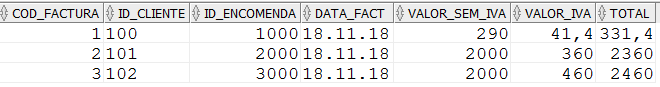 COD_FACTURA ID_CLIENTE ID_ENCOMENDA DATA_FACT VALOR_SEM_IVA VALOR_IVA TOTAL
1 100 1000 18.11.18 290 41,4 331,4
2 101 2000 18.11.18 2000 360 2360
3 102 3000 18.11.18 2000 460 2460